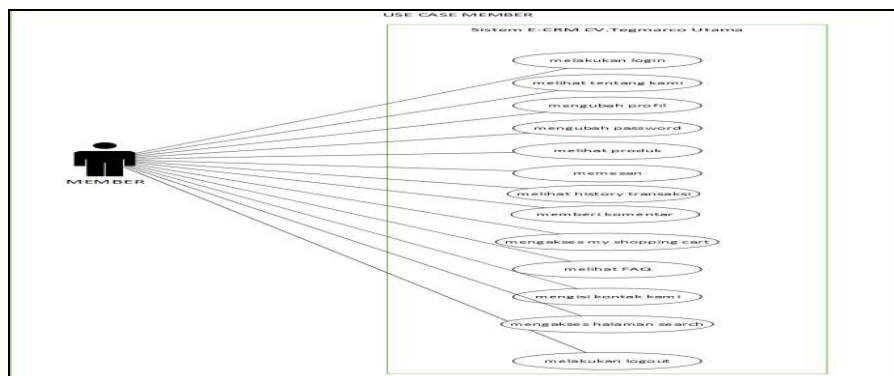 USE CASE MEMBER
Sistem E-CRM CV.Tegmarco Utama
melakukan login
melihat tentang kami
mengubah profil
mengubah password
melihat produk
memesan
melihat history transaksi
memberi komentar
mengakses my shopping cart
melihat FAQ
mengisi kontak kami
mengakses halaman search
melakukan logout
MEMBER